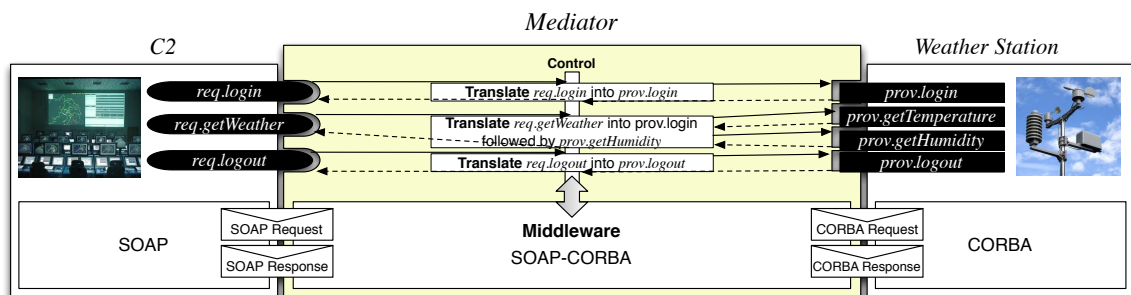 Mediator
C2
Weather Station
Control
req.login
Translate req.login into prov.login
prov.login
req.getWeather
Translate req.getWeather into prov.login
followed by prov.getHumidity
prov.getTemperature
prov.getHumidity
req.logout
Translate req.logout into prov.logout
prov.logout
SOAP
SOAP Request
SOAP Response
Middleware
SOAP-CORBA
CORBA Request
CORBA Response
CORBA